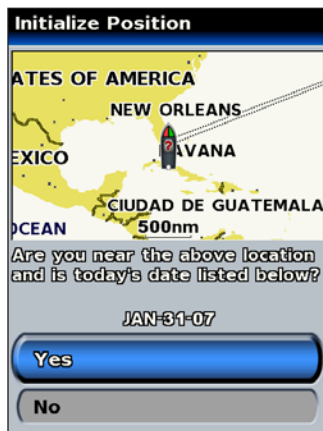 Initialize Position
ATES OF AMERICA
NEW ORLEANS
AVANA
EXICO
CIUDAD DE GUATEMALA
OCEAN
500nm
Are you near the above location
and is today's date listed below?
JAN-31-07
Yes
No